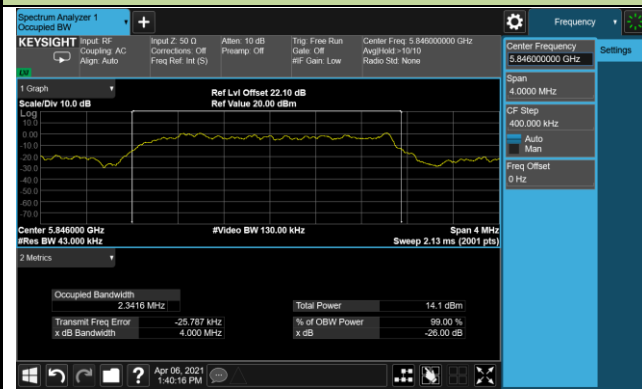 Spectrum Analyzer 1
Occupied BW
+
Frequency
KEYSIGHT Input: RF Input Z: 50 Ω Atten: 10 dB Trig: Free Run Center Freq: 5.846000000 GHz
Coupling: AC Corrections: Off Preamp: Off Gate: Off Avg|Hold:>10/10
Align: Auto Freq Ref: Int (S) #IF Gain: Low Radio Std: None
LV
Center Frequency
5.846000000 GHz
Settings
Span
4.0000 MHz
CF Step
400.000 kHz
Auto
Man
Freq Offset
0 Hz
1 Graph
Scale/Div 10.0 dB
Ref Lvl Offset 22.10 dB
Ref Value 20.00 dBm
Log
10.0
0.00
-10.0
-20.0
-30.0
-40.0
-50.0
-60.0
-70.0
Center 5.846000 GHz #Video BW 130.00 kHz Span 4 MHz
#Res BW 43.000 kHz Sweep 2.13 ms (2001 pts)
2 Metrics
Occupied Bandwidth
2.3416 MHz
Total Power 14.1 dBm
Transmit Freq Error -25.787 kHz % of OBW Power 99.00 %
x dB Bandwidth 4.000 MHz x dB -26.00 dB
? Apr 06, 2021
1:40:16 PM